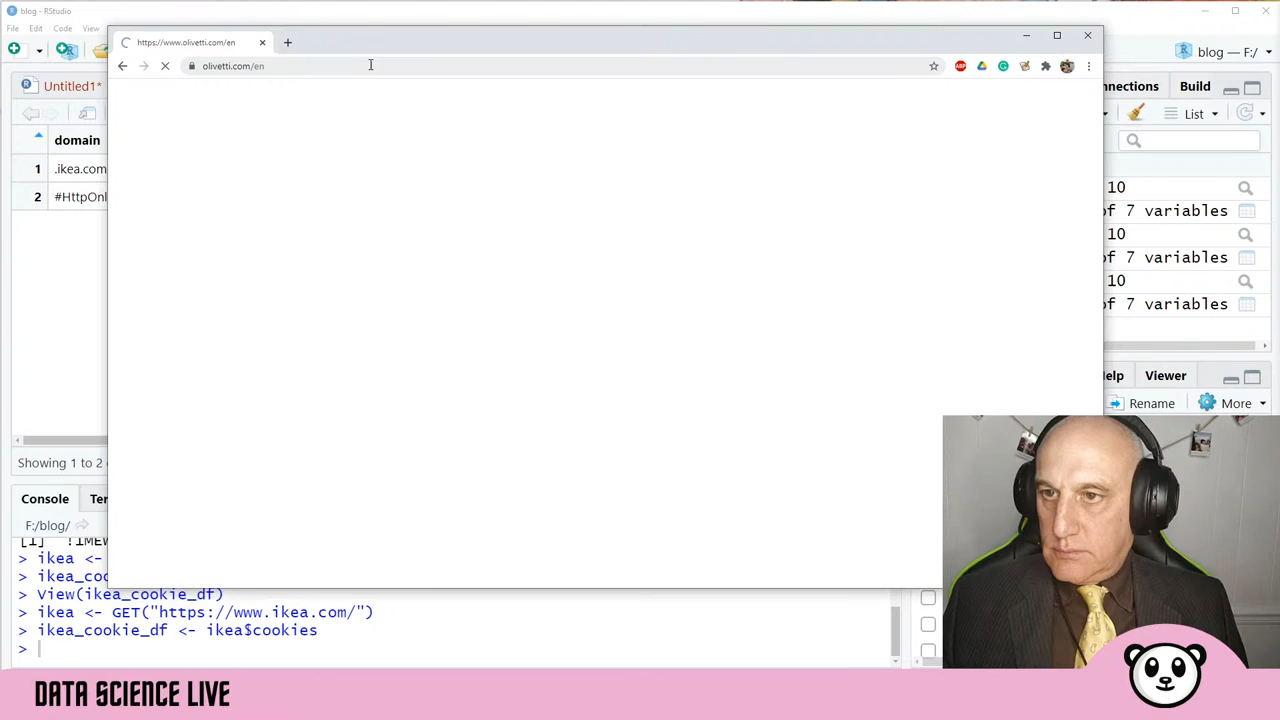 blog - RStudio
File Edit Code View
blog — F:/
https://www.olivetti.com/en
olivetti.com/en
ABP
Untitled1*
nnections Build
List
domain
1 .ikea.com
2 #HttpOnl
10
of 7 variables
10
of 7 variables
10
of 7 variables
Help Viewer
Rename More
Showing 1 to 2
Console Ter
F:/blog/
> ikea <-
> ikea_coo
> View(ikea_cookie_df)
> ikea <- GET("https://www.ikea.com/")
> ikea_cookie_df <- ikea$cookies
>
DATA SCIENCE LIVE